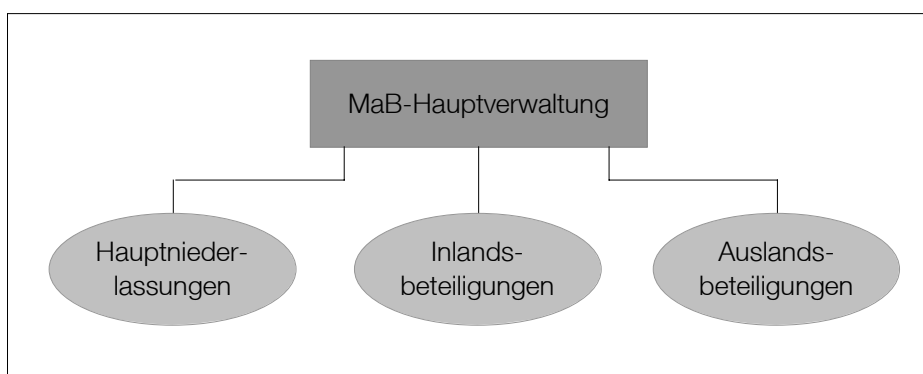 MaB-Hauptverwaltung
Hauptnieder-
lassungen
Inlands-
beteiligungen
Auslands-
beteiligungen